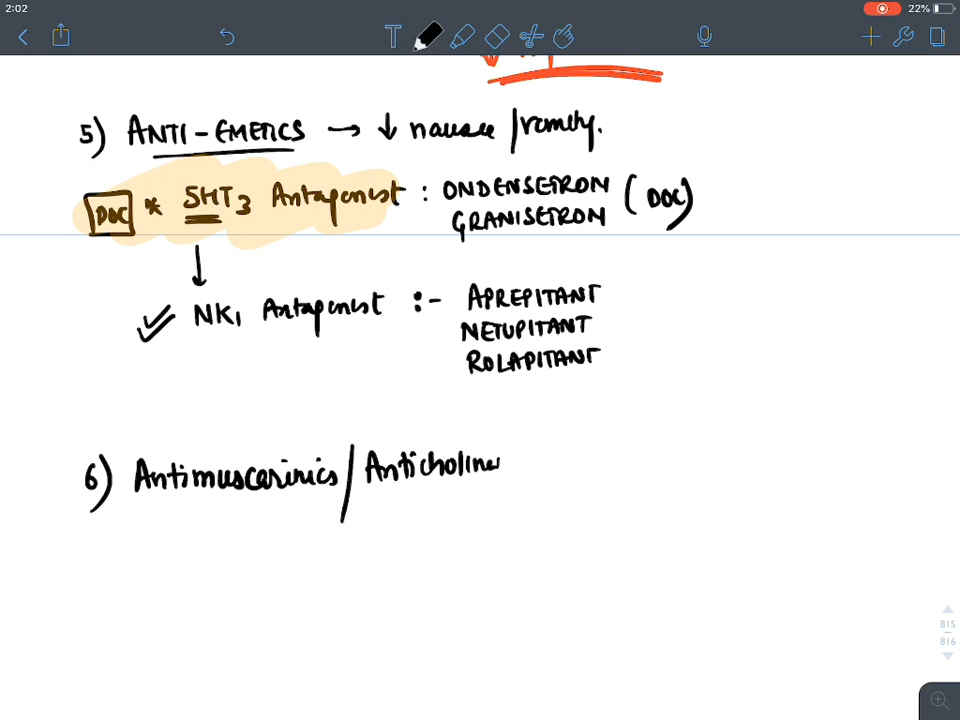 2:02
22%
T
5) ANTI-EMETICS → ↓ nausea / vomiting.
DOC * 5HT3 Antagonist : ONDENSETRON (DOC)
GRANISETRON
↓
✓ NK1 Antagonist :- APREPITANT
NETUPITANT
ROLAPITANT
6) Antimuscarinics / Anticholiner
815
816